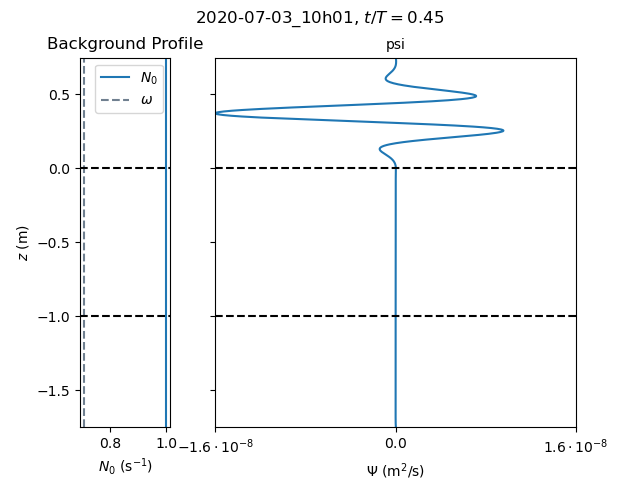 2020-07-03_10h01, t/T = 0.45
Background Profile
psi
N₀
ω
0.5
0.0
−0.5
−1.0
−1.5
z (m)
0.8
1.0
N₀ (s⁻¹)
−1.6 · 10⁻⁸
0.0
1.6 · 10⁻⁸
Ψ (m²/s)